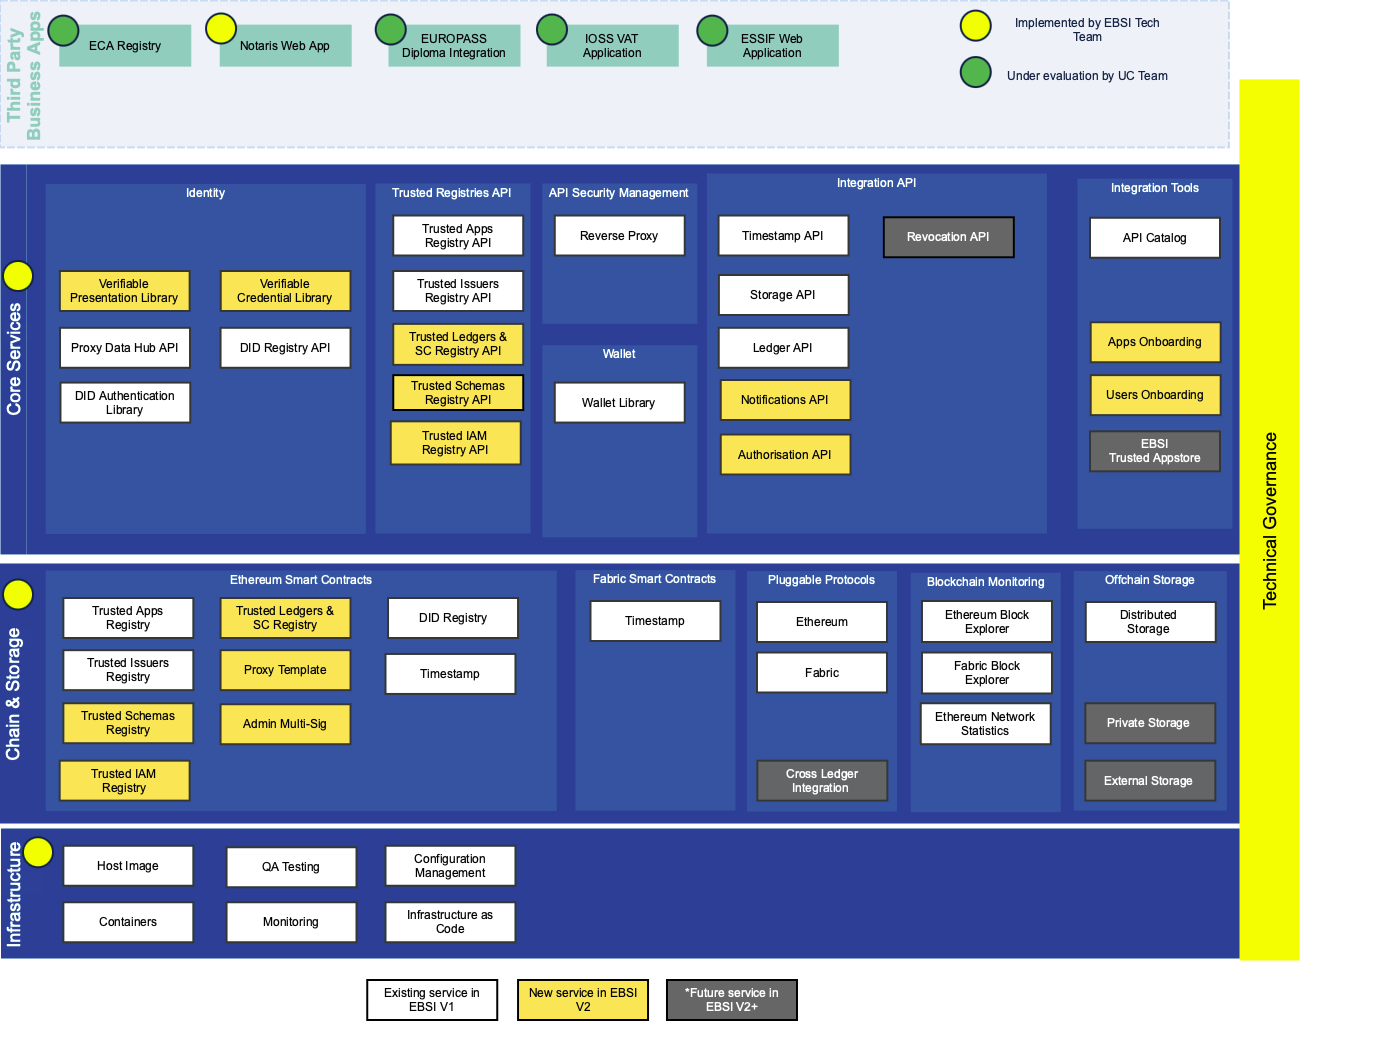 Third Party
Business Apps
ECA Registry
Notaris Web App
EUROPASS
Diploma Integration
IOSS VAT
Application
ESSIF Web
Application
Implemented by EBSI Tech
Team
Under evaluation by UC Team
Technical Governance
Core Services
Identity
Verifiable
Presentation Library
Verifiable
Credential Library
Proxy Data Hub API
DID Registry API
DID Authentication
Library
Trusted Registries API
Trusted Apps
Registry API
Trusted Issuers
Registry API
Trusted Ledgers &
SC Registry API
Trusted Schemas
Registry API
Trusted IAM
Registry API
API Security Management
Reverse Proxy
Wallet
Wallet Library
Integration API
Timestamp API
Revocation API
Storage API
Ledger API
Notifications API
Authorisation API
Integration Tools
API Catalog
Apps Onboarding
Users Onboarding
EBSI
Trusted Appstore
Chain & Storage
Ethereum Smart Contracts
Trusted Apps
Registry
Trusted Ledgers &
SC Registry
DID Registry
Trusted Issuers
Registry
Proxy Template
Timestamp
Trusted Schemas
Registry
Admin Multi-Sig
Trusted IAM
Registry
Fabric Smart Contracts
Timestamp
Pluggable Protocols
Ethereum
Fabric
Cross Ledger
Integration
Blockchain Monitoring
Ethereum Block
Explorer
Fabric Block
Explorer
Ethereum Network
Statistics
Offchain Storage
Distributed
Storage
Private Storage
External Storage
Infrastructure
Host Image
QA Testing
Configuration
Management
Containers
Monitoring
Infrastructure as
Code
Existing service in
EBSI V1
New service in EBSI
V2
*Future service in
EBSI V2+